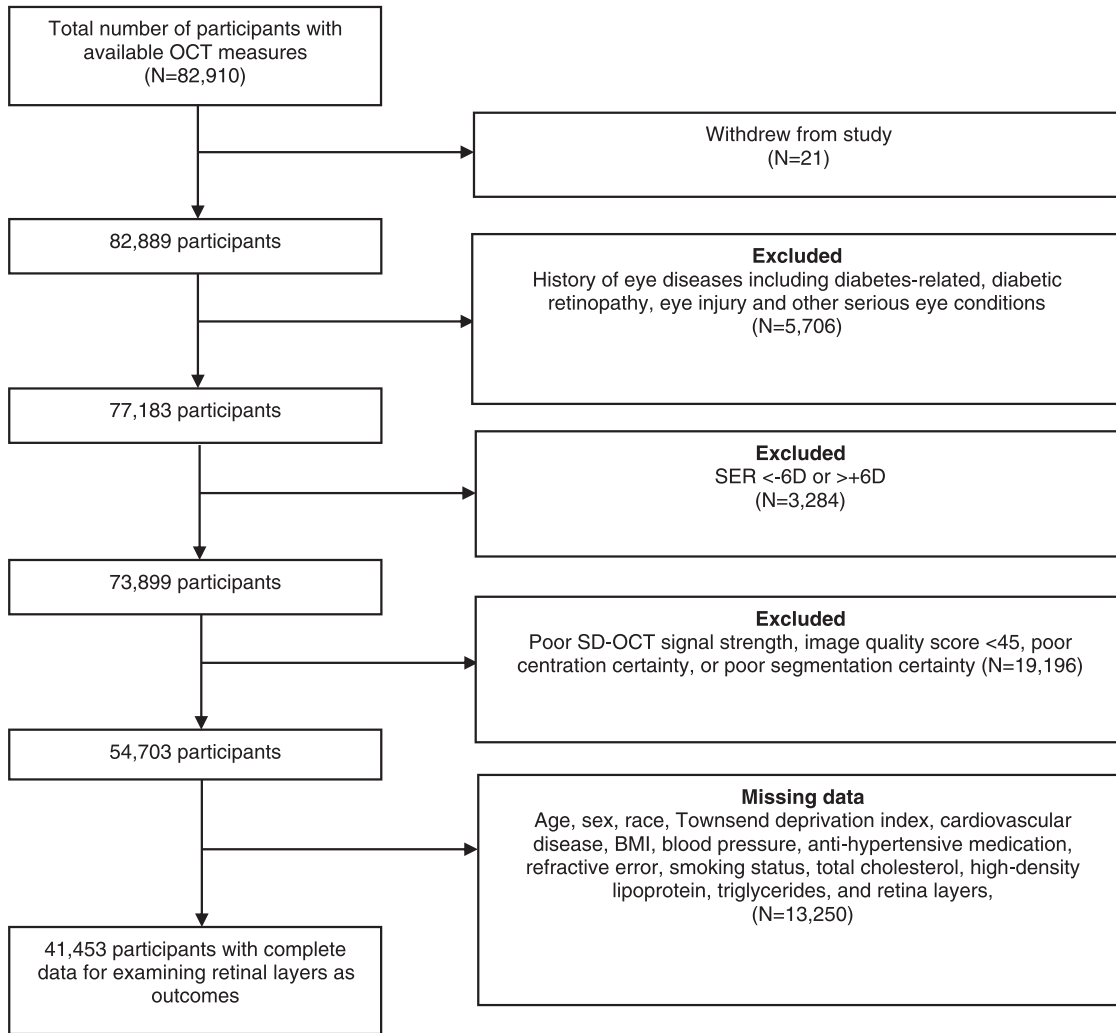 Total number of participants with
available OCT measures
(N=82,910)
Withdrew from study
(N=21)
82,889 participants
Excluded
History of eye diseases including diabetes-related, diabetic
retinopathy, eye injury and other serious eye conditions
(N=5,706)
77,183 participants
Excluded
SER <-6D or >+6D
(N=3,284)
73,899 participants
Excluded
Poor SD-OCT signal strength, image quality score <45, poor
centration certainty, or poor segmentation certainty (N=19,196)
54,703 participants
Missing data
Age, sex, race, Townsend deprivation index, cardiovascular
disease, BMI, blood pressure, anti-hypertensive medication,
refractive error, smoking status, total cholesterol, high-density
lipoprotein, triglycerides, and retina layers,
(N=13,250)
41,453 participants with complete
data for examining retinal layers as
outcomes